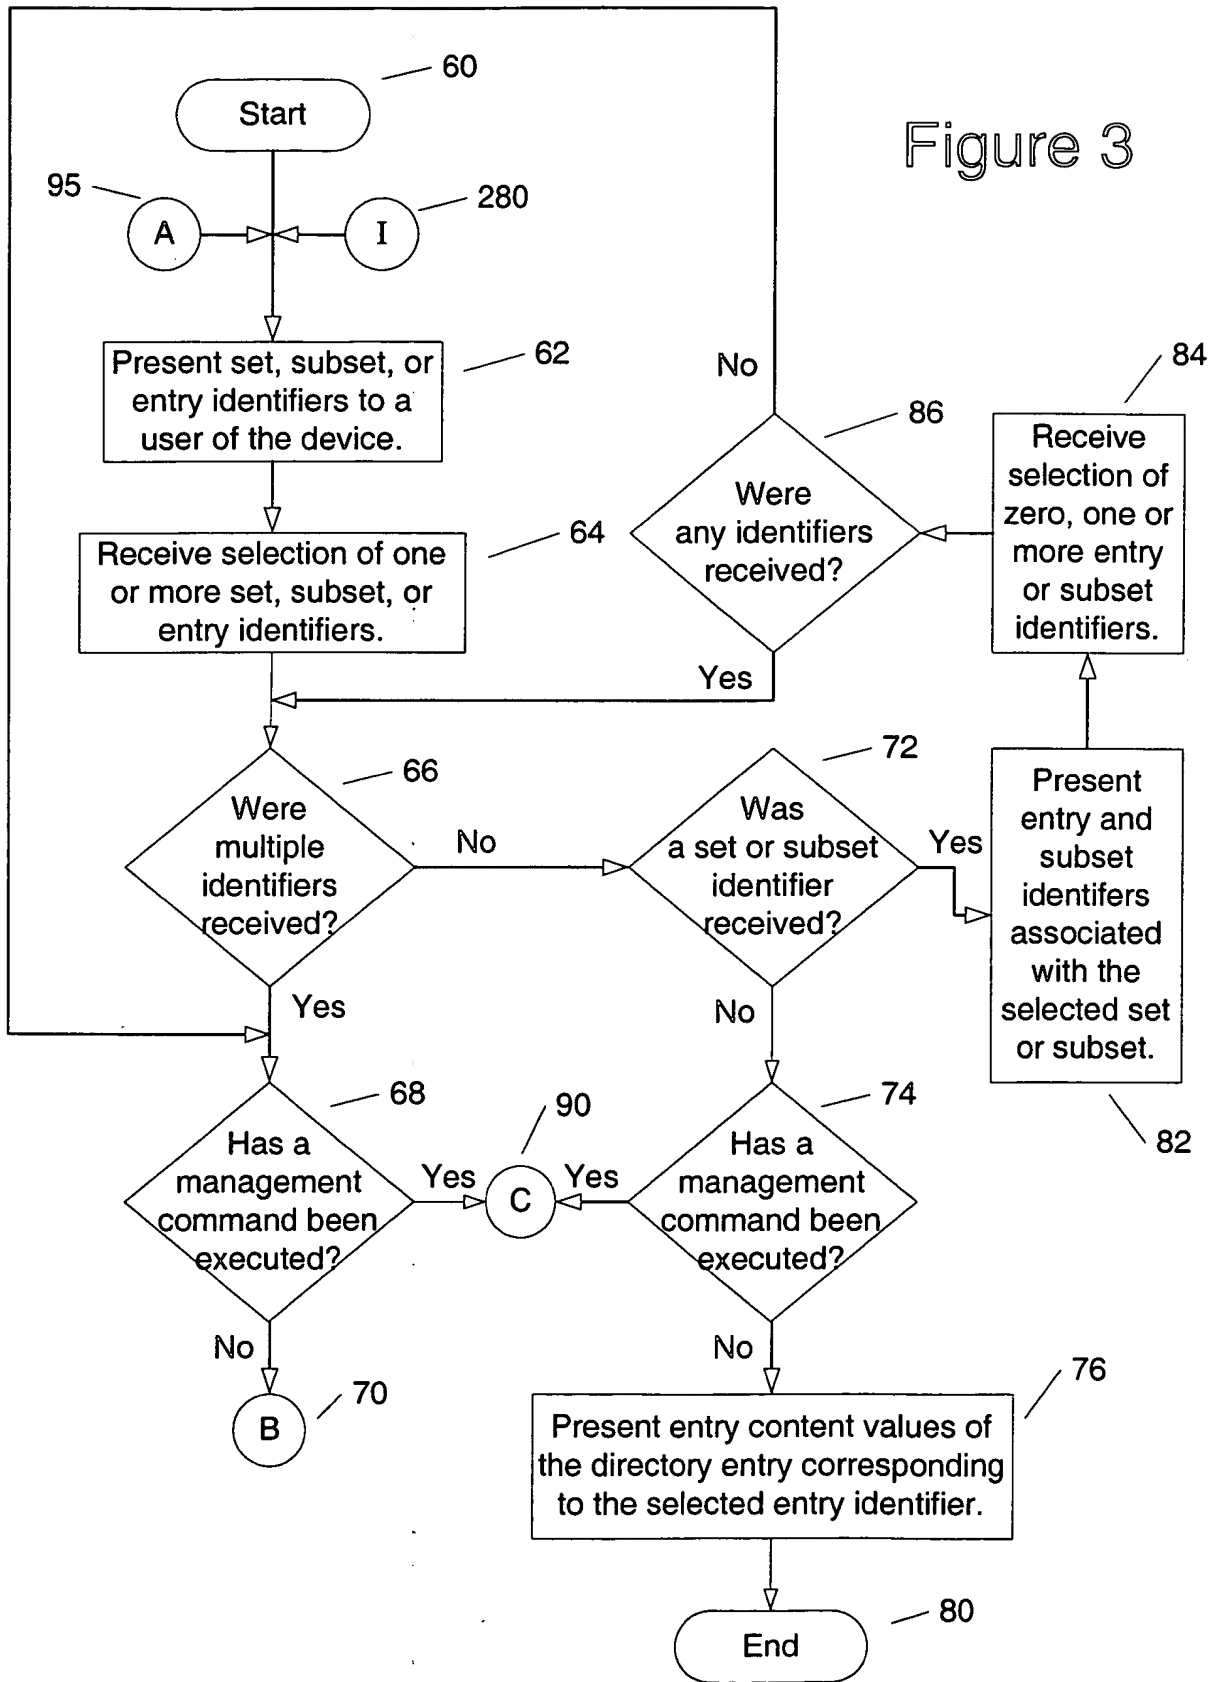 60
Start
Figure 3
95
280
A
I
62
Present set, subset, or
entry identifiers to a
user of the device.
No
84
86
Receive
selection of
zero, one or
more entry
or subset
identifiers.
Were
any identifiers
received?
64
Receive selection of one
or more set, subset, or
entry identifiers.
Yes
66
Were
multiple
identifiers
received?
No
72
Was
a set or subset
identifier
received?
Yes
Present
entry and
subset
identifers
associated
with the
selected set
or subset.
82
Yes
No
68
Has a
management
command been
executed?
Yes
90
C
Yes
74
Has a
management
command been
executed?
No
B
70
No
76
Present entry content values of
the directory entry corresponding
to the selected entry identifier.
80
End